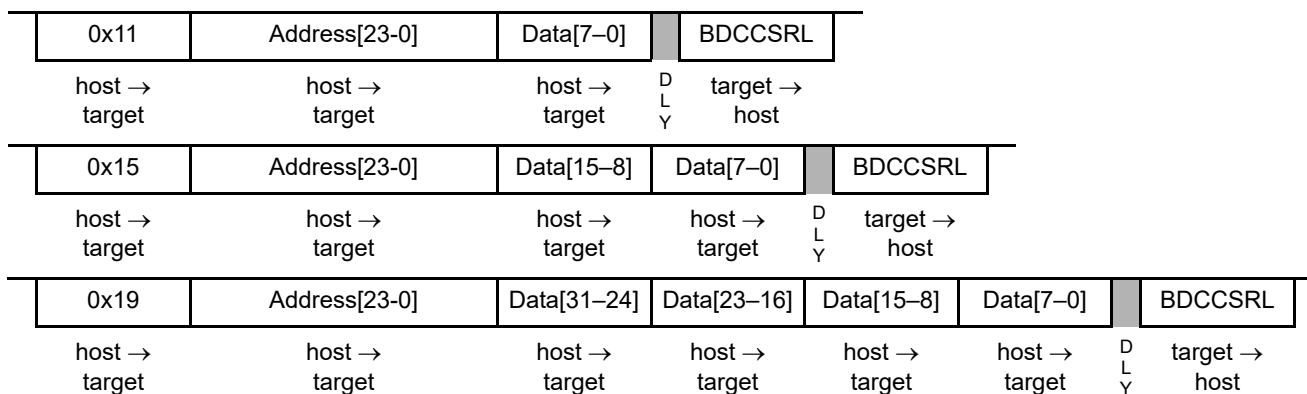 0x11 Address[23-0] Data[7–0] BDCCSRL
host → host → host → D target →
target target target L host
Y
0x15 Address[23-0] Data[15–8] Data[7–0] BDCCSRL
host → host → host → host → D target →
target target target target L host
Y
0x19 Address[23-0] Data[31–24] Data[23–16] Data[15–8] Data[7–0] BDCCSRL
host → host → host → host → host → host → D target →
target target target target target target L host
Y